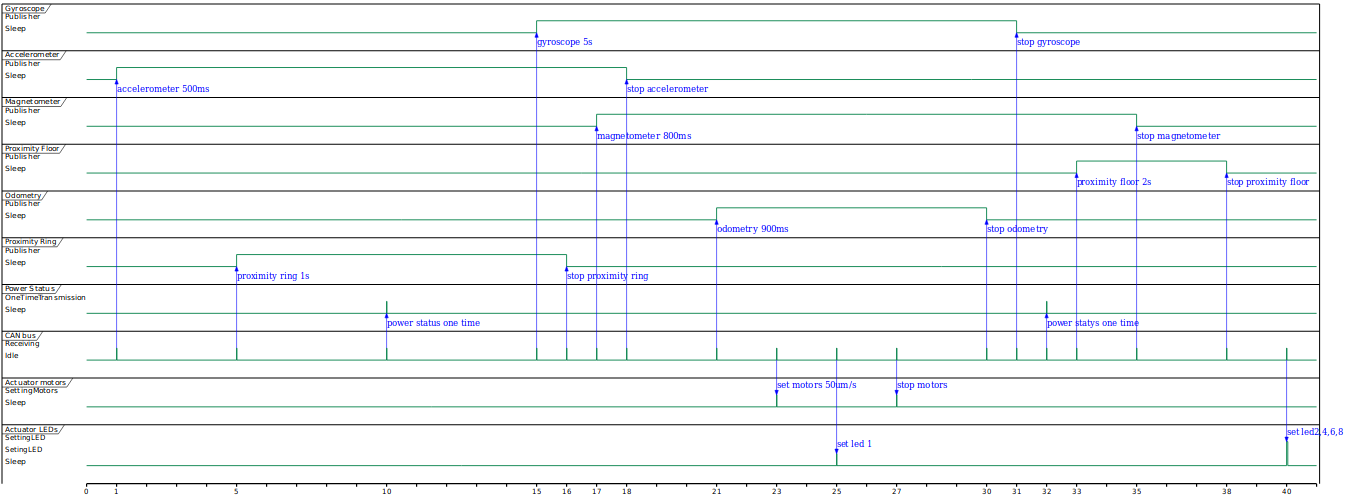 Gyroscope
Publisher
Sleep
gyroscope 5s
stop gyroscope
Accelerometer
Publisher
Sleep
accelerometer 500ms
stop accelerometer
Magnetometer
Publisher
Sleep
magnetometer 800ms
stop magnetometer
Proximity Floor
Publisher
Sleep
proximity floor 2s
stop proximity floor
Odometry
Publisher
Sleep
odometry 900ms
stop odometry
Proximity Ring
Publisher
Sleep
proximity ring 1s
stop proximity ring
Power Status
OneTimeTransmission
Sleep
power status one time
power statys one time
CAN bus
Receiving
Idle
Actuator motors
SettingMotors
Sleep
set motors 50um/s
stop motors
Actuator LEDs
SettingLED
SetingLED
Sleep
set led 1
set led2,4,6,8
0 1 5 10 15 16 17 18 21 23 25 27 30 31 32 33 35 38 40